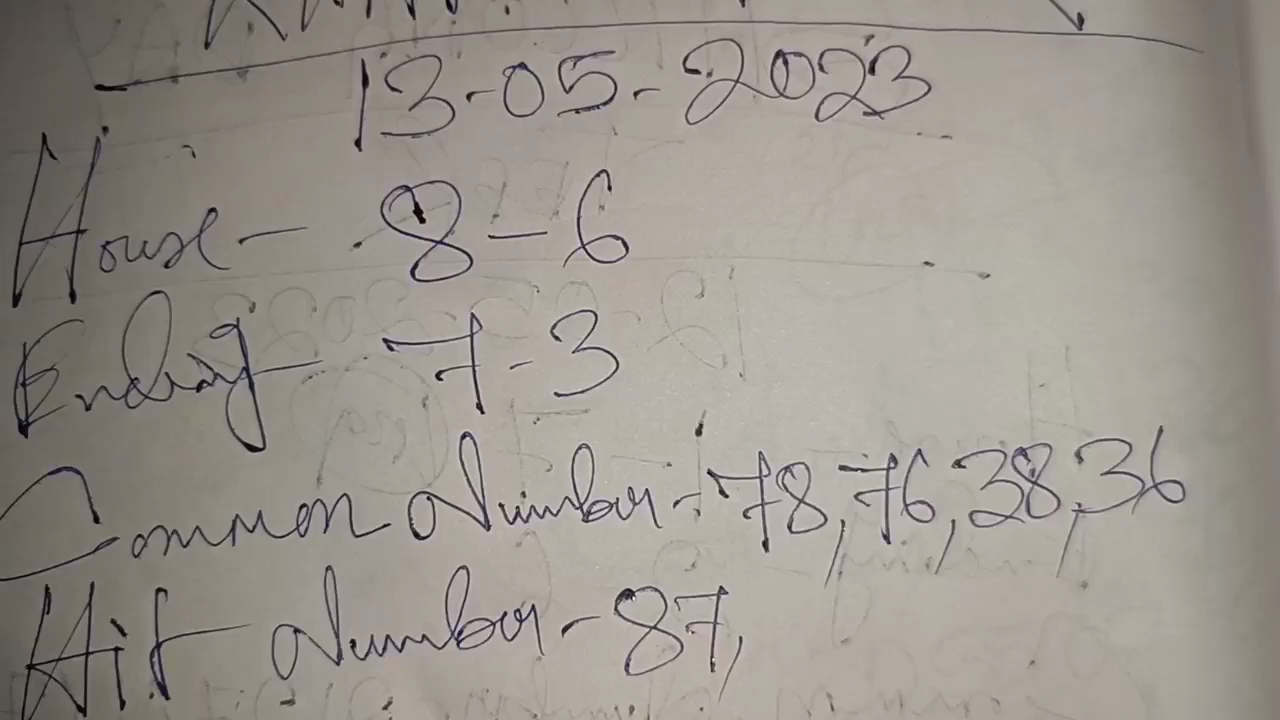 13-05-2023
House- 8-6
Ending- 7-3
Common Number-78,76,38,36
Hit Number-87,